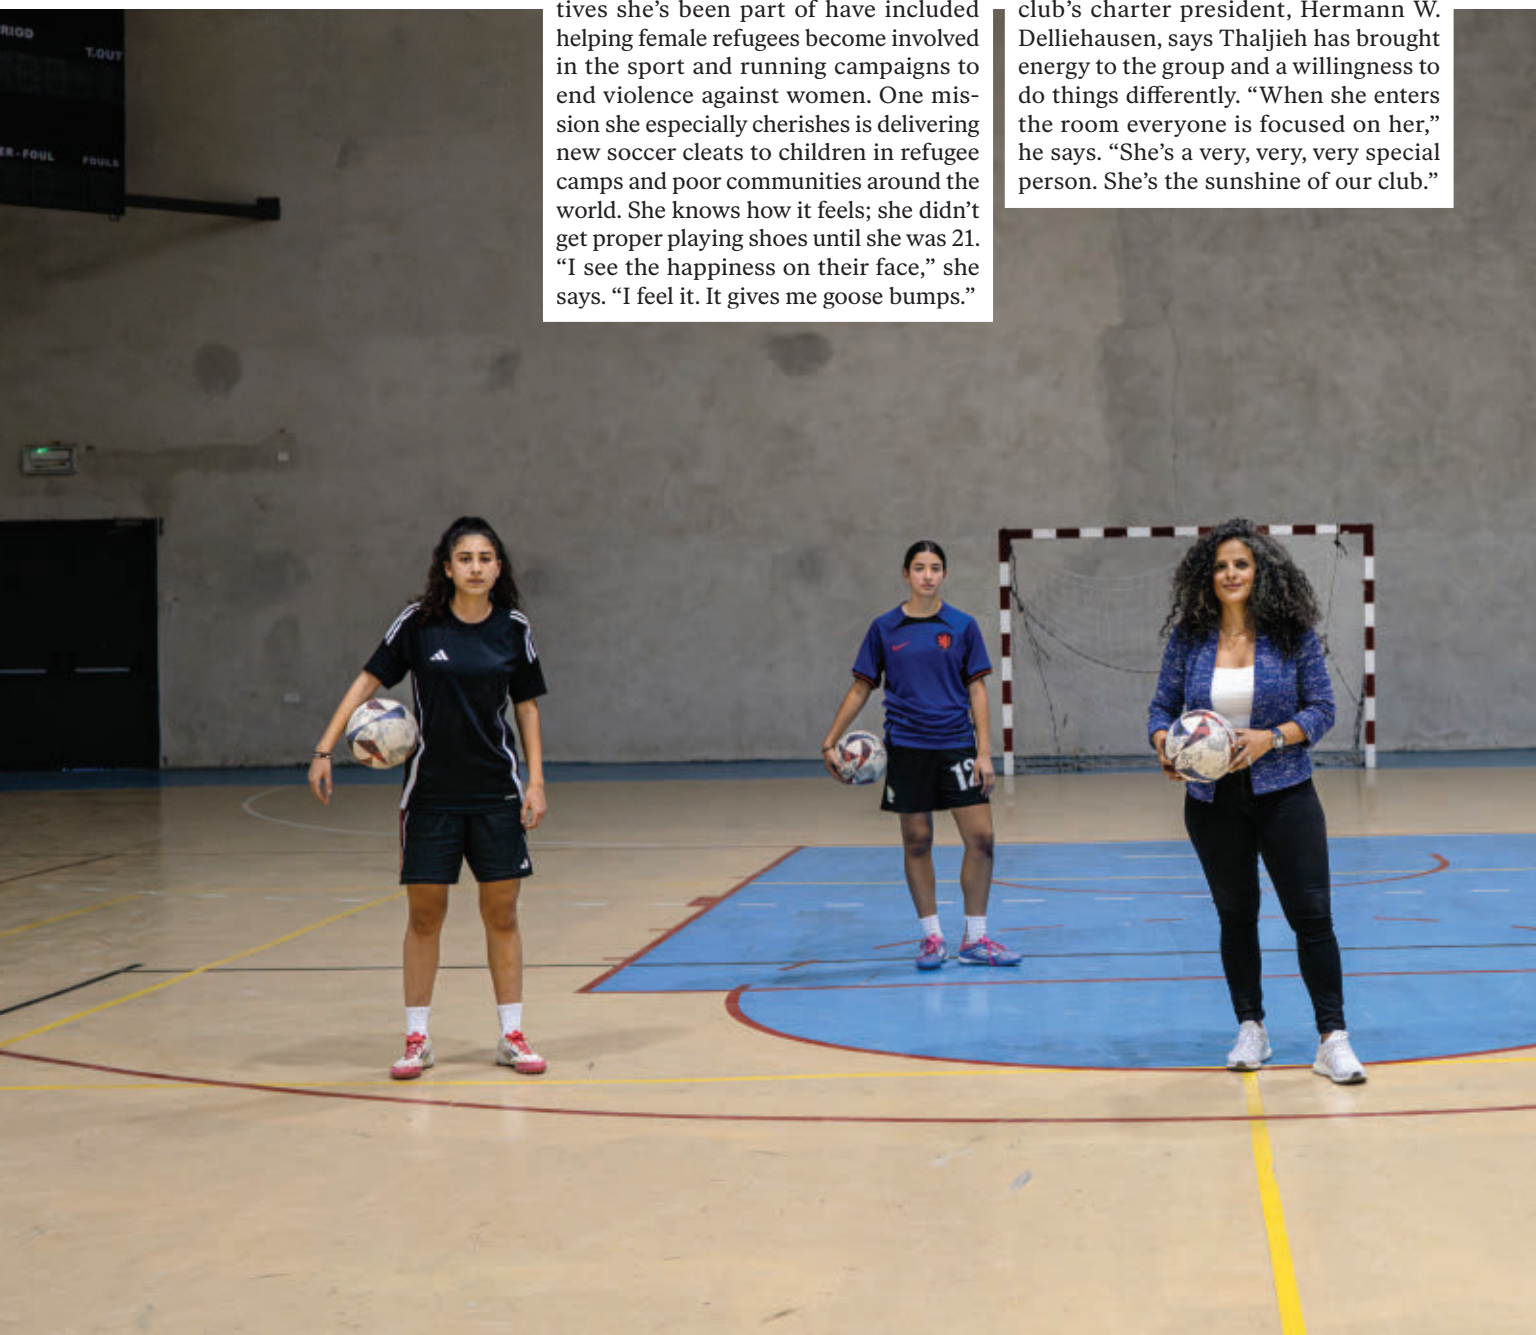 tives she’s been part of have included
helping female refugees become involved
in the sport and running campaigns to
end violence against women. One mis-
sion she especially cherishes is delivering
new soccer cleats to children in refugee
camps and poor communities around the
world. She knows how it feels; she didn’t
get proper playing shoes until she was 21.
“I see the happiness on their face,” she
says. “I feel it. It gives me goose bumps.”
club’s charter president, Hermann W.
Delliehausen, says Thaljieh has brought
energy to the group and a willingness to
do things differently. “When she enters
the room everyone is focused on her,”
he says. “She’s a very, very, very special
person. She’s the sunshine of our club.”
RIOD
T.OUT
ER-FOUL
FOULS
12